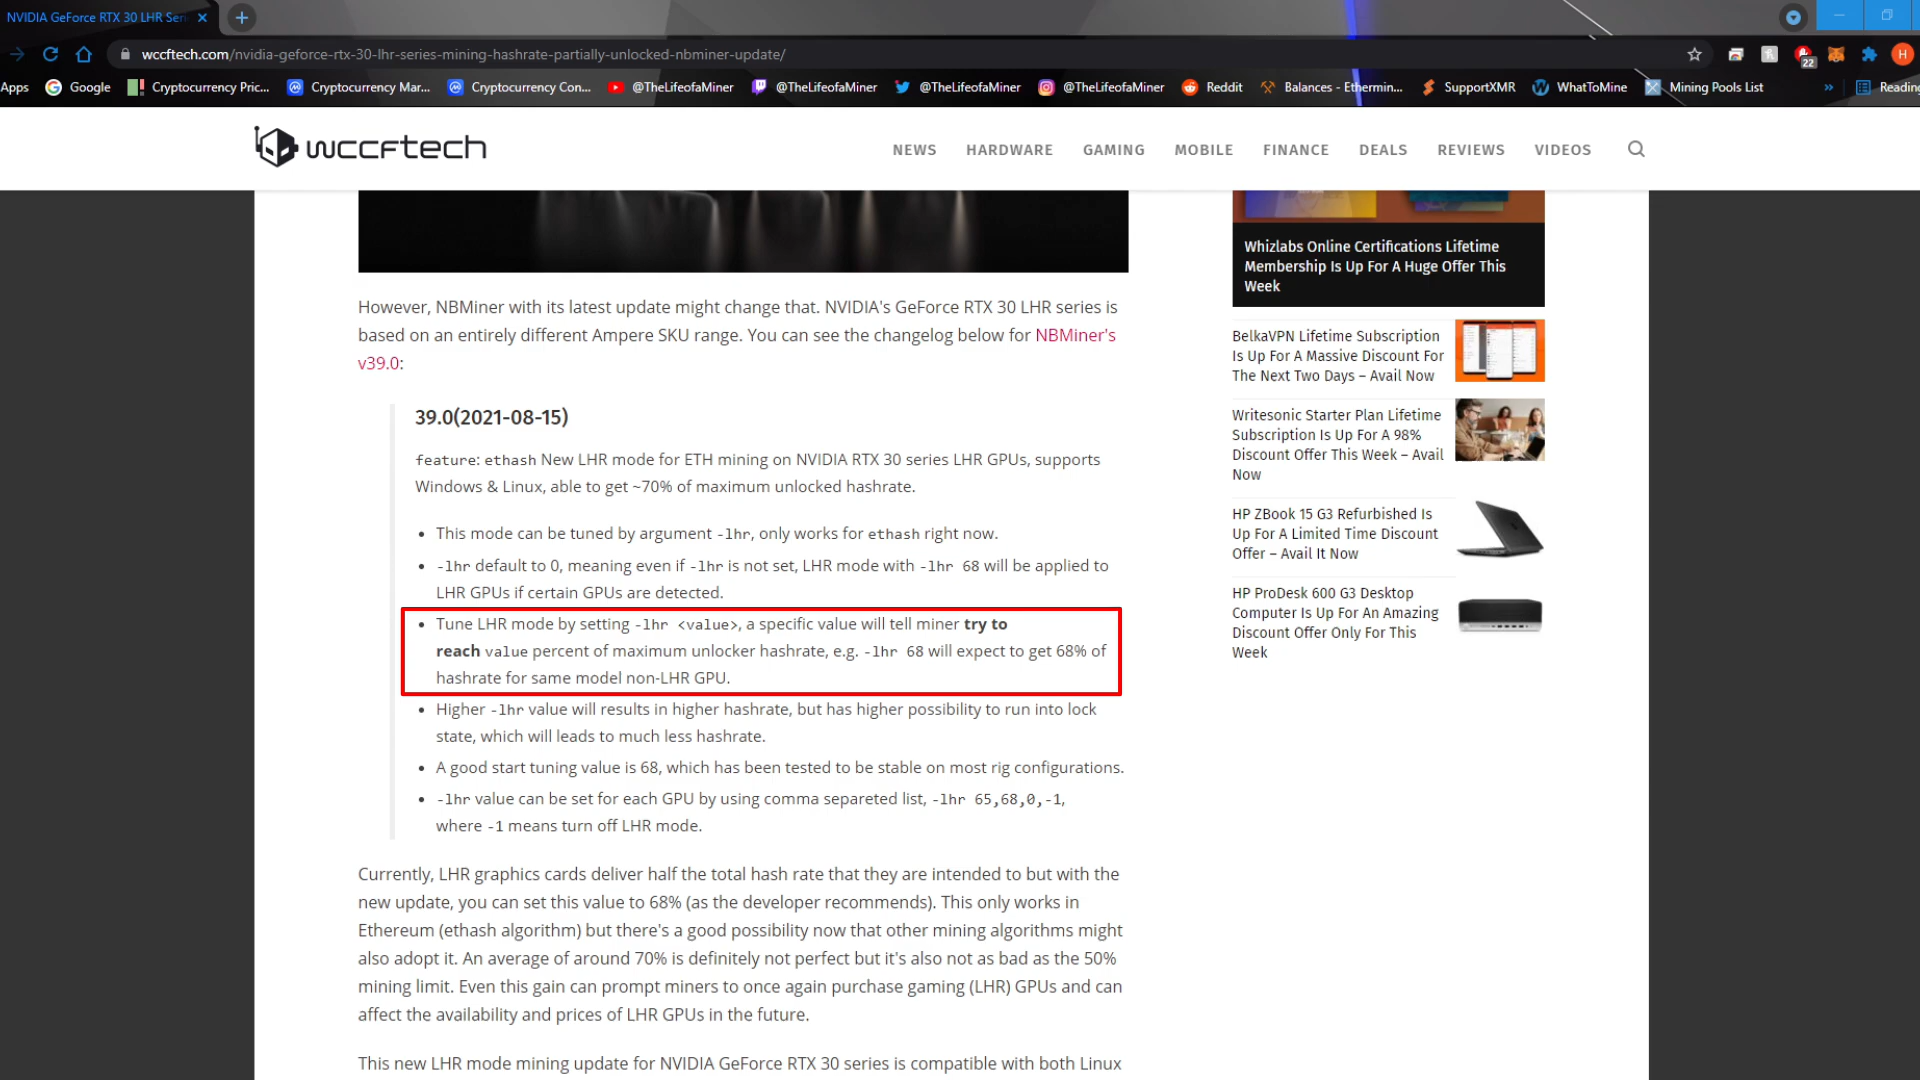 NVIDIA GeForce RTX 30 LHR Seri
wccftech.com/nvidia-geforce-rtx-30-lhr-series-mining-hashrate-partially-unlocked-nbminer-update/
22
H
Apps
Google
Cryptocurrency Pric...
Cryptocurrency Mar...
Cryptocurrency Con...
@TheLifeofaMiner
@TheLifeofaMiner
@TheLifeofaMiner
@TheLifeofaMiner
Reddit
Balances - Ethermin...
SupportXMR
WhatToMine
Mining Pools List
»
Reading
wccftech
NEWS
HARDWARE
GAMING
MOBILE
FINANCE
DEALS
REVIEWS
VIDEOS
However, NBMiner with its latest update might change that. NVIDIA's GeForce RTX 30 LHR series is
based on an entirely different Ampere SKU range. You can see the changelog below for NBMiner's
v39.0:
39.0(2021-08-15)
feature: ethash New LHR mode for ETH mining on NVIDIA RTX 30 series LHR GPUs, supports
Windows & Linux, able to get ~70% of maximum unlocked hashrate.
• This mode can be tuned by argument -lhr, only works for ethash right now.
• -lhr default to 0, meaning even if -lhr is not set, LHR mode with -lhr 68 will be applied to
LHR GPUs if certain GPUs are detected.
• Tune LHR mode by setting -lhr <value>, a specific value will tell miner try to
reach value percent of maximum unlocker hashrate, e.g. -lhr 68 will expect to get 68% of
hashrate for same model non-LHR GPU.
• Higher -lhr value will results in higher hashrate, but has higher possibility to run into lock
state, which will leads to much less hashrate.
• A good start tuning value is 68, which has been tested to be stable on most rig configurations.
• -lhr value can be set for each GPU by using comma separeted list, -lhr 65,68,0,-1,
where -1 means turn off LHR mode.
Currently, LHR graphics cards deliver half the total hash rate that they are intended to but with the
new update, you can set this value to 68% (as the developer recommends). This only works in
Ethereum (ethash algorithm) but there's a good possibility now that other mining algorithms might
also adopt it. An average of around 70% is definitely not perfect but it's also not as bad as the 50%
mining limit. Even this gain can prompt miners to once again purchase gaming (LHR) GPUs and can
affect the availability and prices of LHR GPUs in the future.
This new LHR mode mining update for NVIDIA GeForce RTX 30 series is compatible with both Linux
Whizlabs Online Certifications Lifetime
Membership Is Up For A Huge Offer This
Week
BelkaVPN Lifetime Subscription
Is Up For A Massive Discount For
The Next Two Days – Avail Now
Writesonic Starter Plan Lifetime
Subscription Is Up For A 98%
Discount Offer This Week – Avail
Now
HP ZBook 15 G3 Refurbished Is
Up For A Limited Time Discount
Offer – Avail It Now
HP ProDesk 600 G3 Desktop
Computer Is Up For An Amazing
Discount Offer Only For This
Week